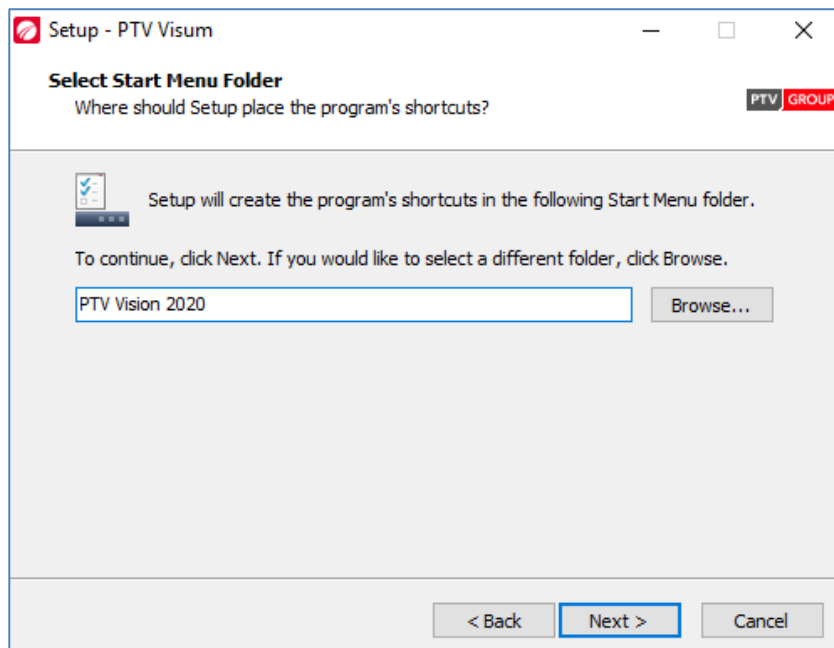 Setup - PTV Visum
Select Start Menu Folder
Where should Setup place the program's shortcuts?
PTV GROUP
Setup will create the program's shortcuts in the following Start Menu folder.
To continue, click Next. If you would like to select a different folder, click Browse.
PTV Vision 2020
Browse...
< Back
Next >
Cancel